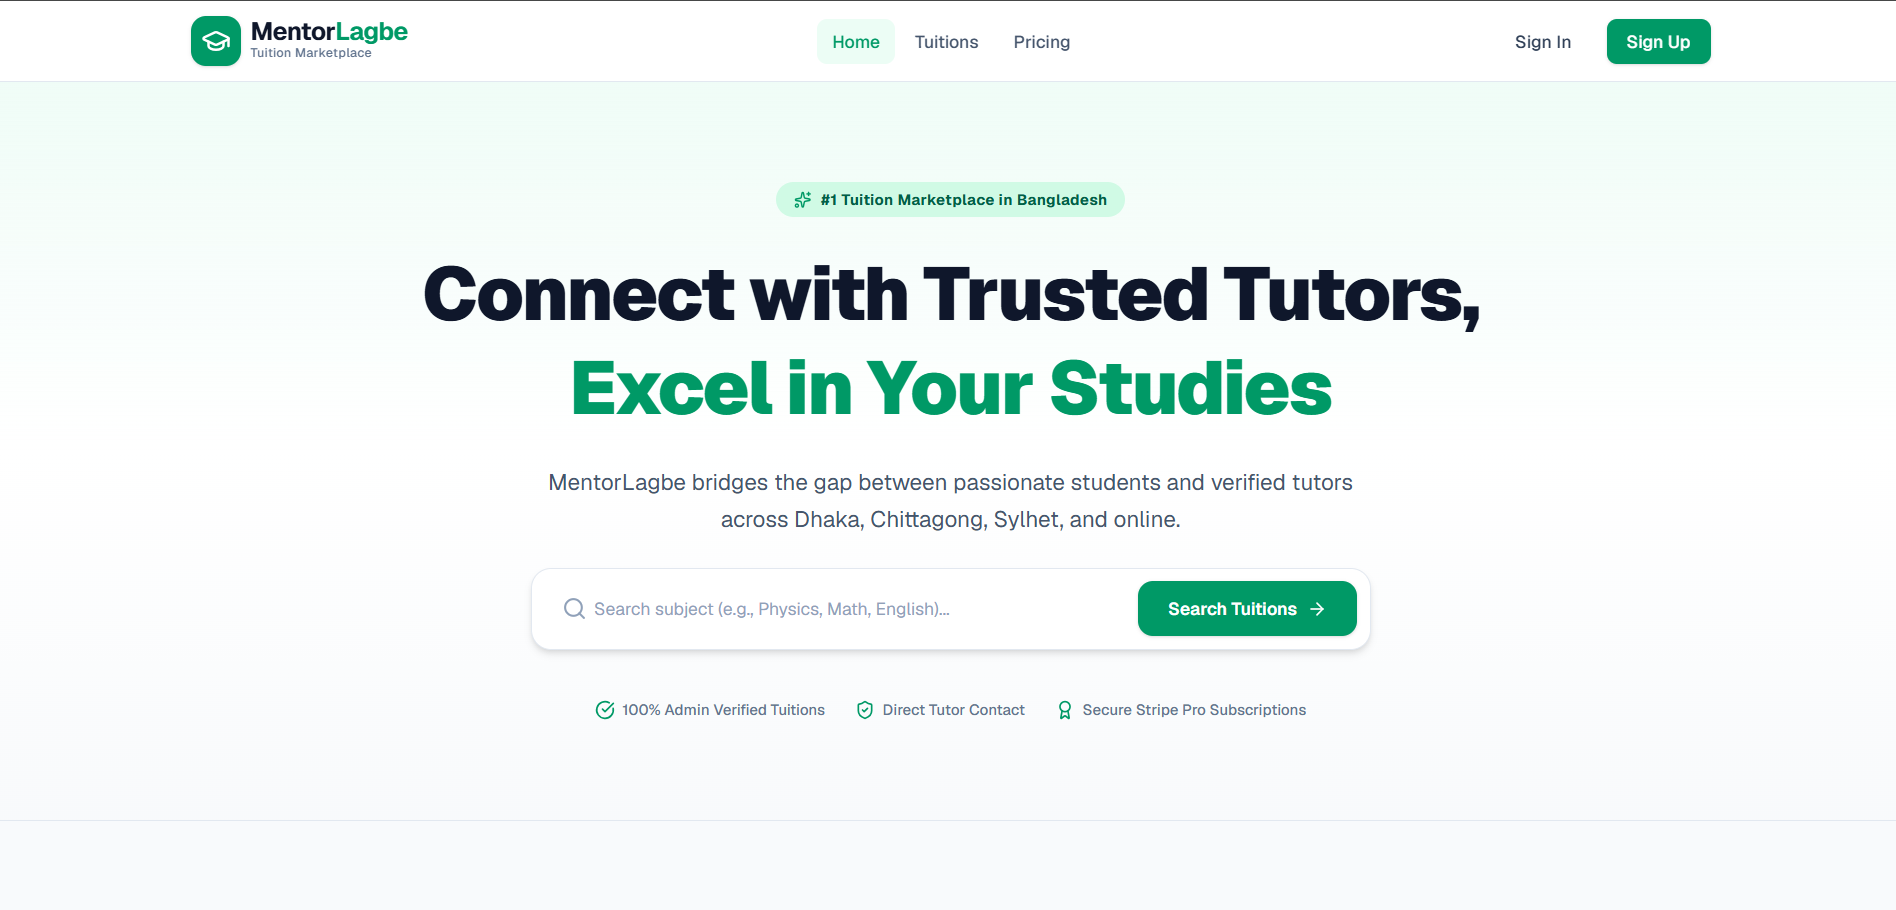 MentorLagbe
Tuition Marketplace
Home
Tuitions
Pricing
Sign In
Sign Up
#1 Tuition Marketplace in Bangladesh
Connect with Trusted Tutors,
Excel in Your Studies
MentorLagbe bridges the gap between passionate students and verified tutors
across Dhaka, Chittagong, Sylhet, and online.
Search subject (e.g., Physics, Math, English)...
Search Tuitions
100% Admin Verified Tuitions
Direct Tutor Contact
Secure Stripe Pro Subscriptions